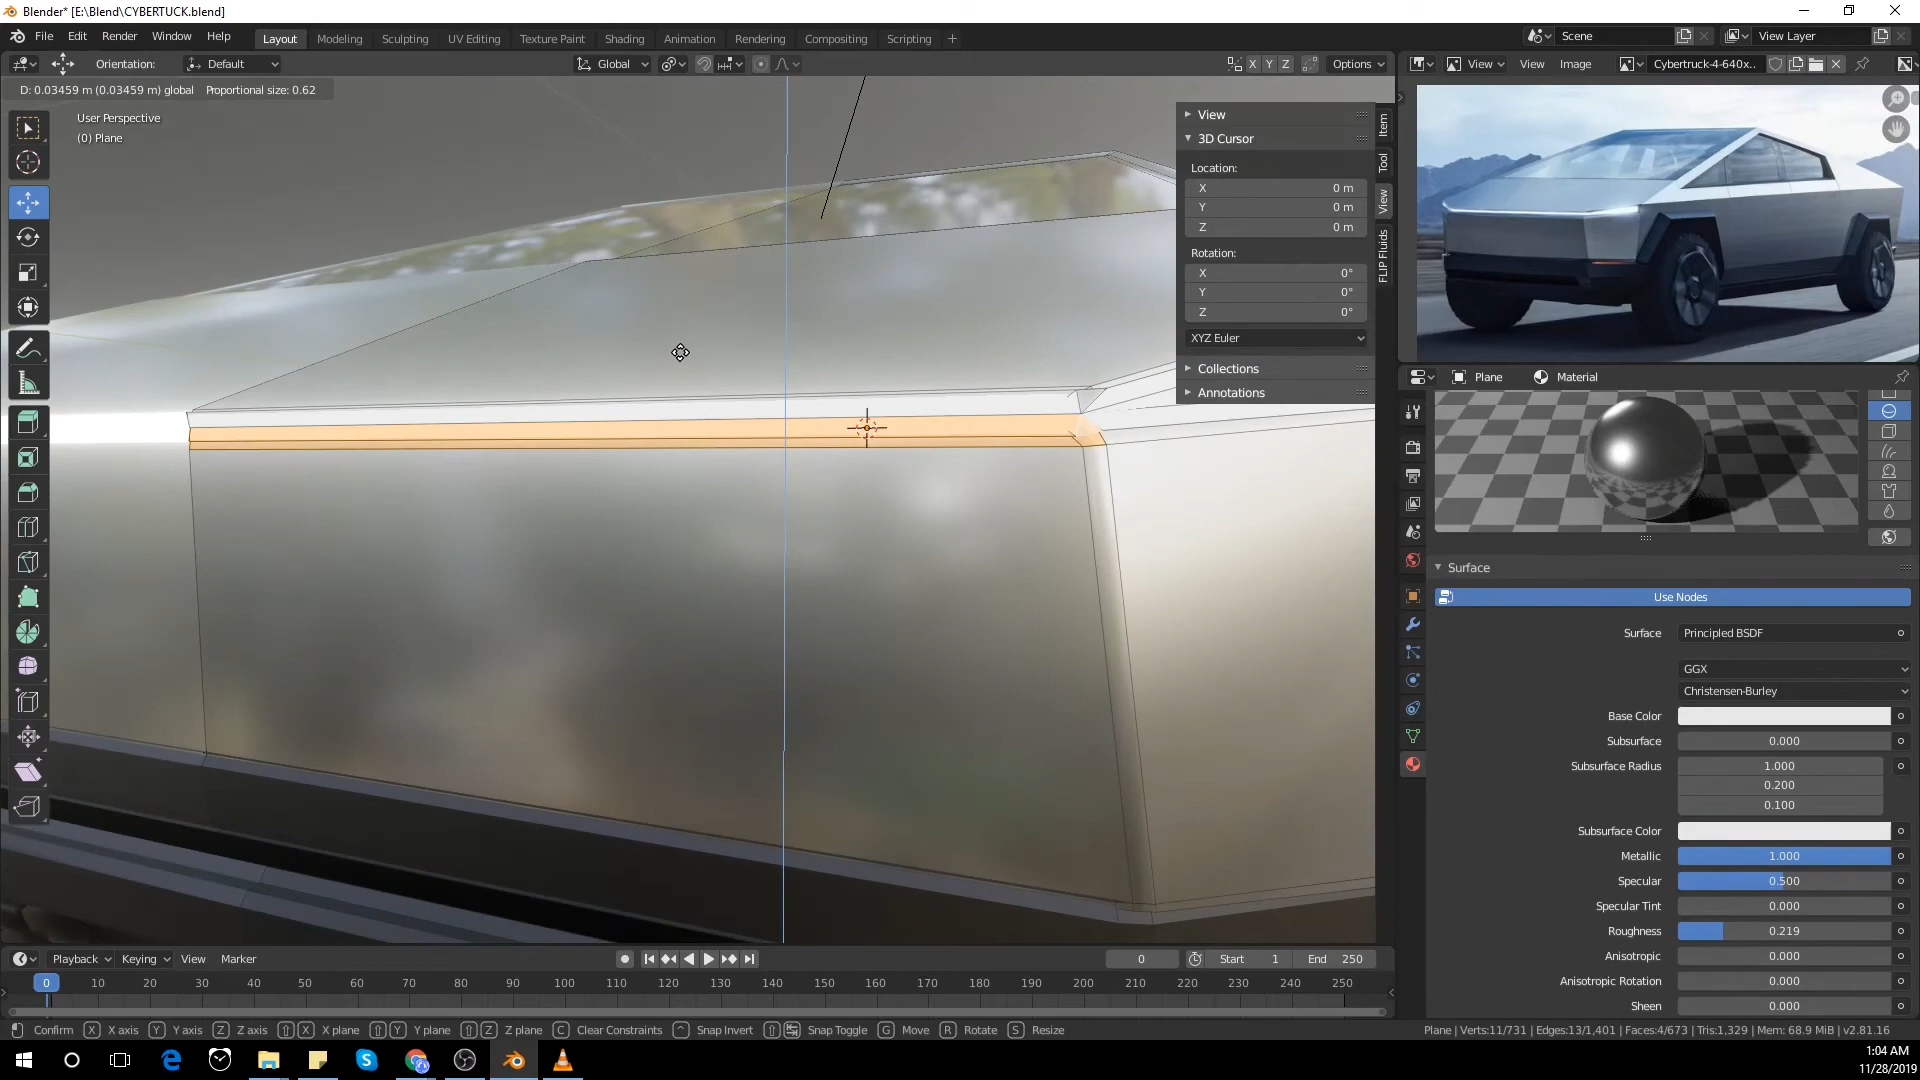 Blender* [E:\Blend\CYBERTUCK.blend]
File Edit Render Window Help Layout Modeling Sculpting UV Editing Texture Paint Shading Animation Rendering Compositing Scripting + Scene View Layer
Orientation: Default Global X Y Z Options View View Image Cybertruck-4-640x..
D: 0.03459 m (0.03459 m) global Proportional size: 0.62
User Perspective
(0) Plane
View
3D Cursor
Location:
X 0 m
Y 0 m
Z 0 m
Rotation:
X 0°
Y 0°
Z 0°
XYZ Euler
Collections
Annotations
Item
Tool
View
FLIP Fluids
Plane Material
Surface
Use Nodes
Surface Principled BSDF
GGX
Christensen-Burley
Base Color
Subsurface 0.000
Subsurface Radius 1.000
0.200
0.100
Subsurface Color
Metallic 1.000
Specular 0.500
Specular Tint 0.000
Roughness 0.219
Anisotropic 0.000
Anisotropic Rotation 0.000
Sheen 0.000
Playback Keying View Marker 0 Start 1 End 250
0 10 20 30 40 50 60 70 80 90 100 110 120 130 140 150 160 170 180 190 200 210 220 230 240 250
Confirm X X axis Y Y axis Z Z axis X X plane Y Y plane Z Z plane C Clear Constraints ^ Snap Invert Snap Toggle G Move R Rotate S Resize Plane | Verts:11/731 | Edges:13/1,401 | Faces:4/673 | Tris:1,329 | Mem: 68.9 MiB | v2.81.16
1:04 AM
11/28/2019